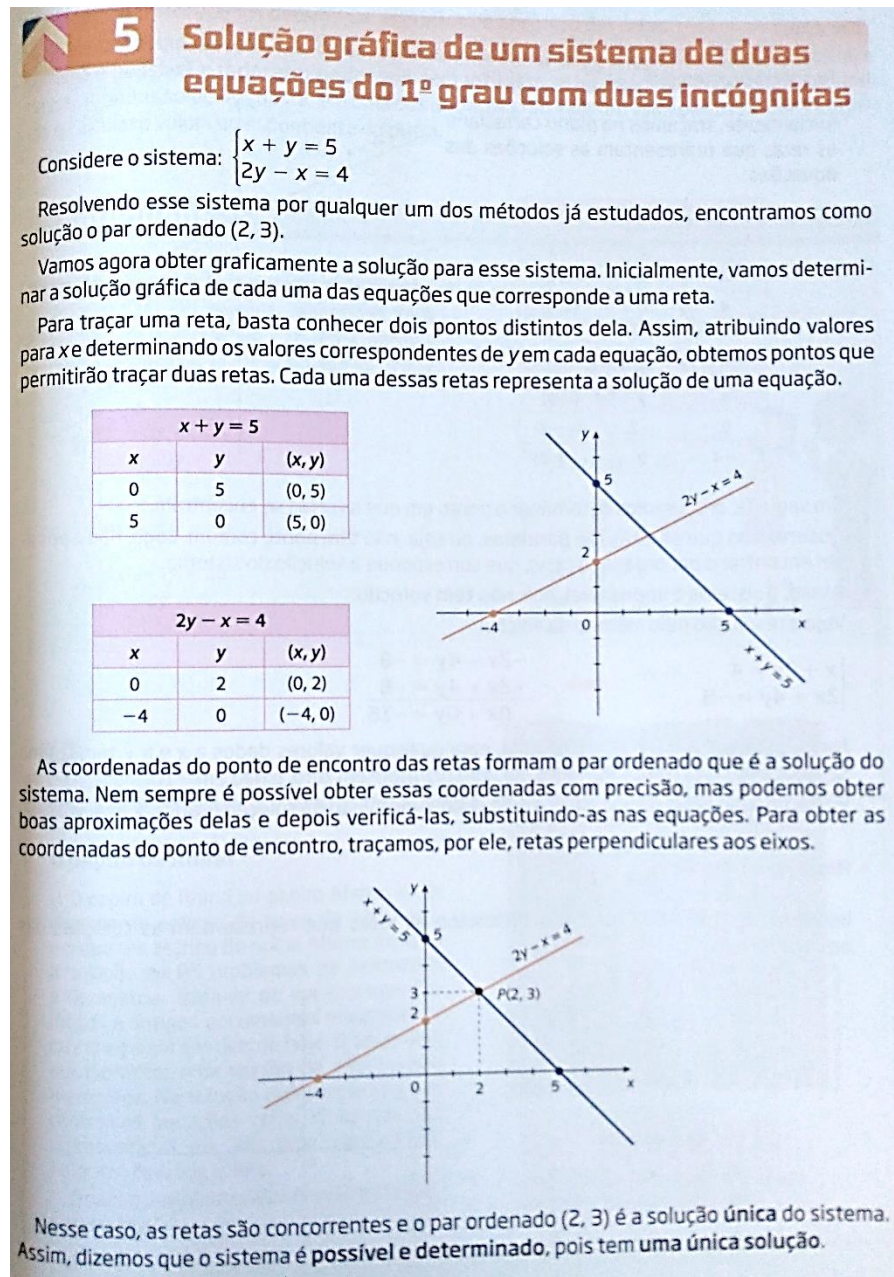 5 Solução gráfica de um sistema de duas
equações do 1º grau com duas incógnitas
Considere o sistema: { x + y = 5
2y − x = 4
Resolvendo esse sistema por qualquer um dos métodos já estudados, encontramos como
solução o par ordenado (2, 3).
Vamos agora obter graficamente a solução para esse sistema. Inicialmente, vamos determi-
nar a solução gráfica de cada uma das equações que corresponde a uma reta.
Para traçar uma reta, basta conhecer dois pontos distintos dela. Assim, atribuindo valores
para x e determinando os valores correspondentes de y em cada equação, obtemos pontos que
permitirão traçar duas retas. Cada uma dessas retas representa a solução de uma equação.
x + y = 5
x y (x, y)
0 5 (0, 5)
5 0 (5, 0)
2y − x = 4
x y (x, y)
0 2 (0, 2)
−4 0 (−4, 0)
y
5
2y − x = 4
2
−4 0 5 x
x + y = 5
As coordenadas do ponto de encontro das retas formam o par ordenado que é a solução do
sistema. Nem sempre é possível obter essas coordenadas com precisão, mas podemos obter
boas aproximações delas e depois verificá-las, substituindo-as nas equações. Para obter as
coordenadas do ponto de encontro, traçamos, por ele, retas perpendiculares aos eixos.
y
x + y = 5
5
2y − x = 4
3 P(2, 3)
2
−4 0 2 5 x
Nesse caso, as retas são concorrentes e o par ordenado (2, 3) é a solução única do sistema.
Assim, dizemos que o sistema é possível e determinado, pois tem uma única solução.